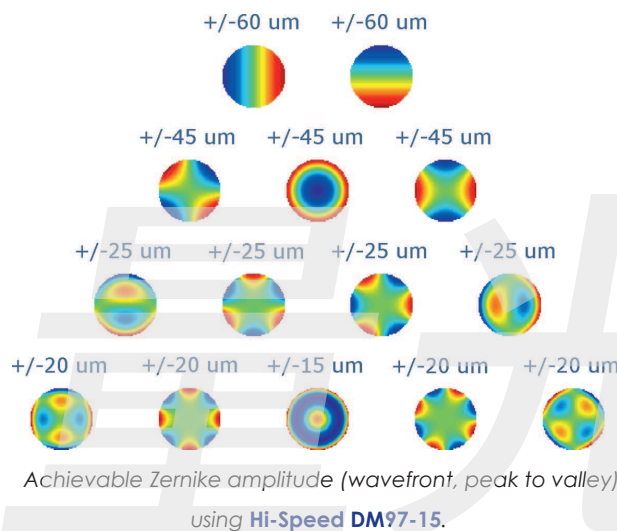 +/-60 um +/-60 um
+/-45 um +/-45 um +/-45 um
+/-25 um +/-25 um +/-25 um +/-25 um
+/-20 um +/-20 um +/-15 um +/-20 um +/-20 um
Achievable Zernike amplitude (wavefront, peak to valley)
using Hi-Speed DM97-15.